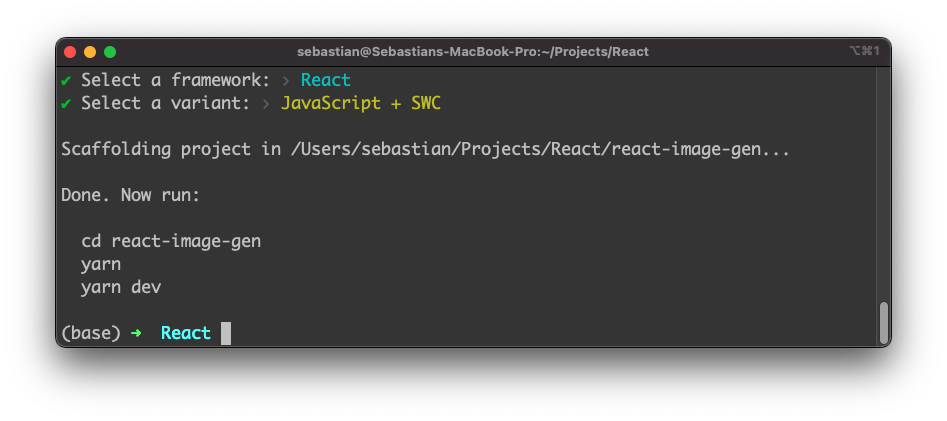 sebastian@Sebastians-MacBook-Pro:~/Projects/React ⌥⌘1
✔ Select a framework: › React
✔ Select a variant: › JavaScript + SWC
Scaffolding project in /Users/sebastian/Projects/React/react-image-gen...
Done. Now run:
cd react-image-gen
yarn
yarn dev
(base) ➜ React